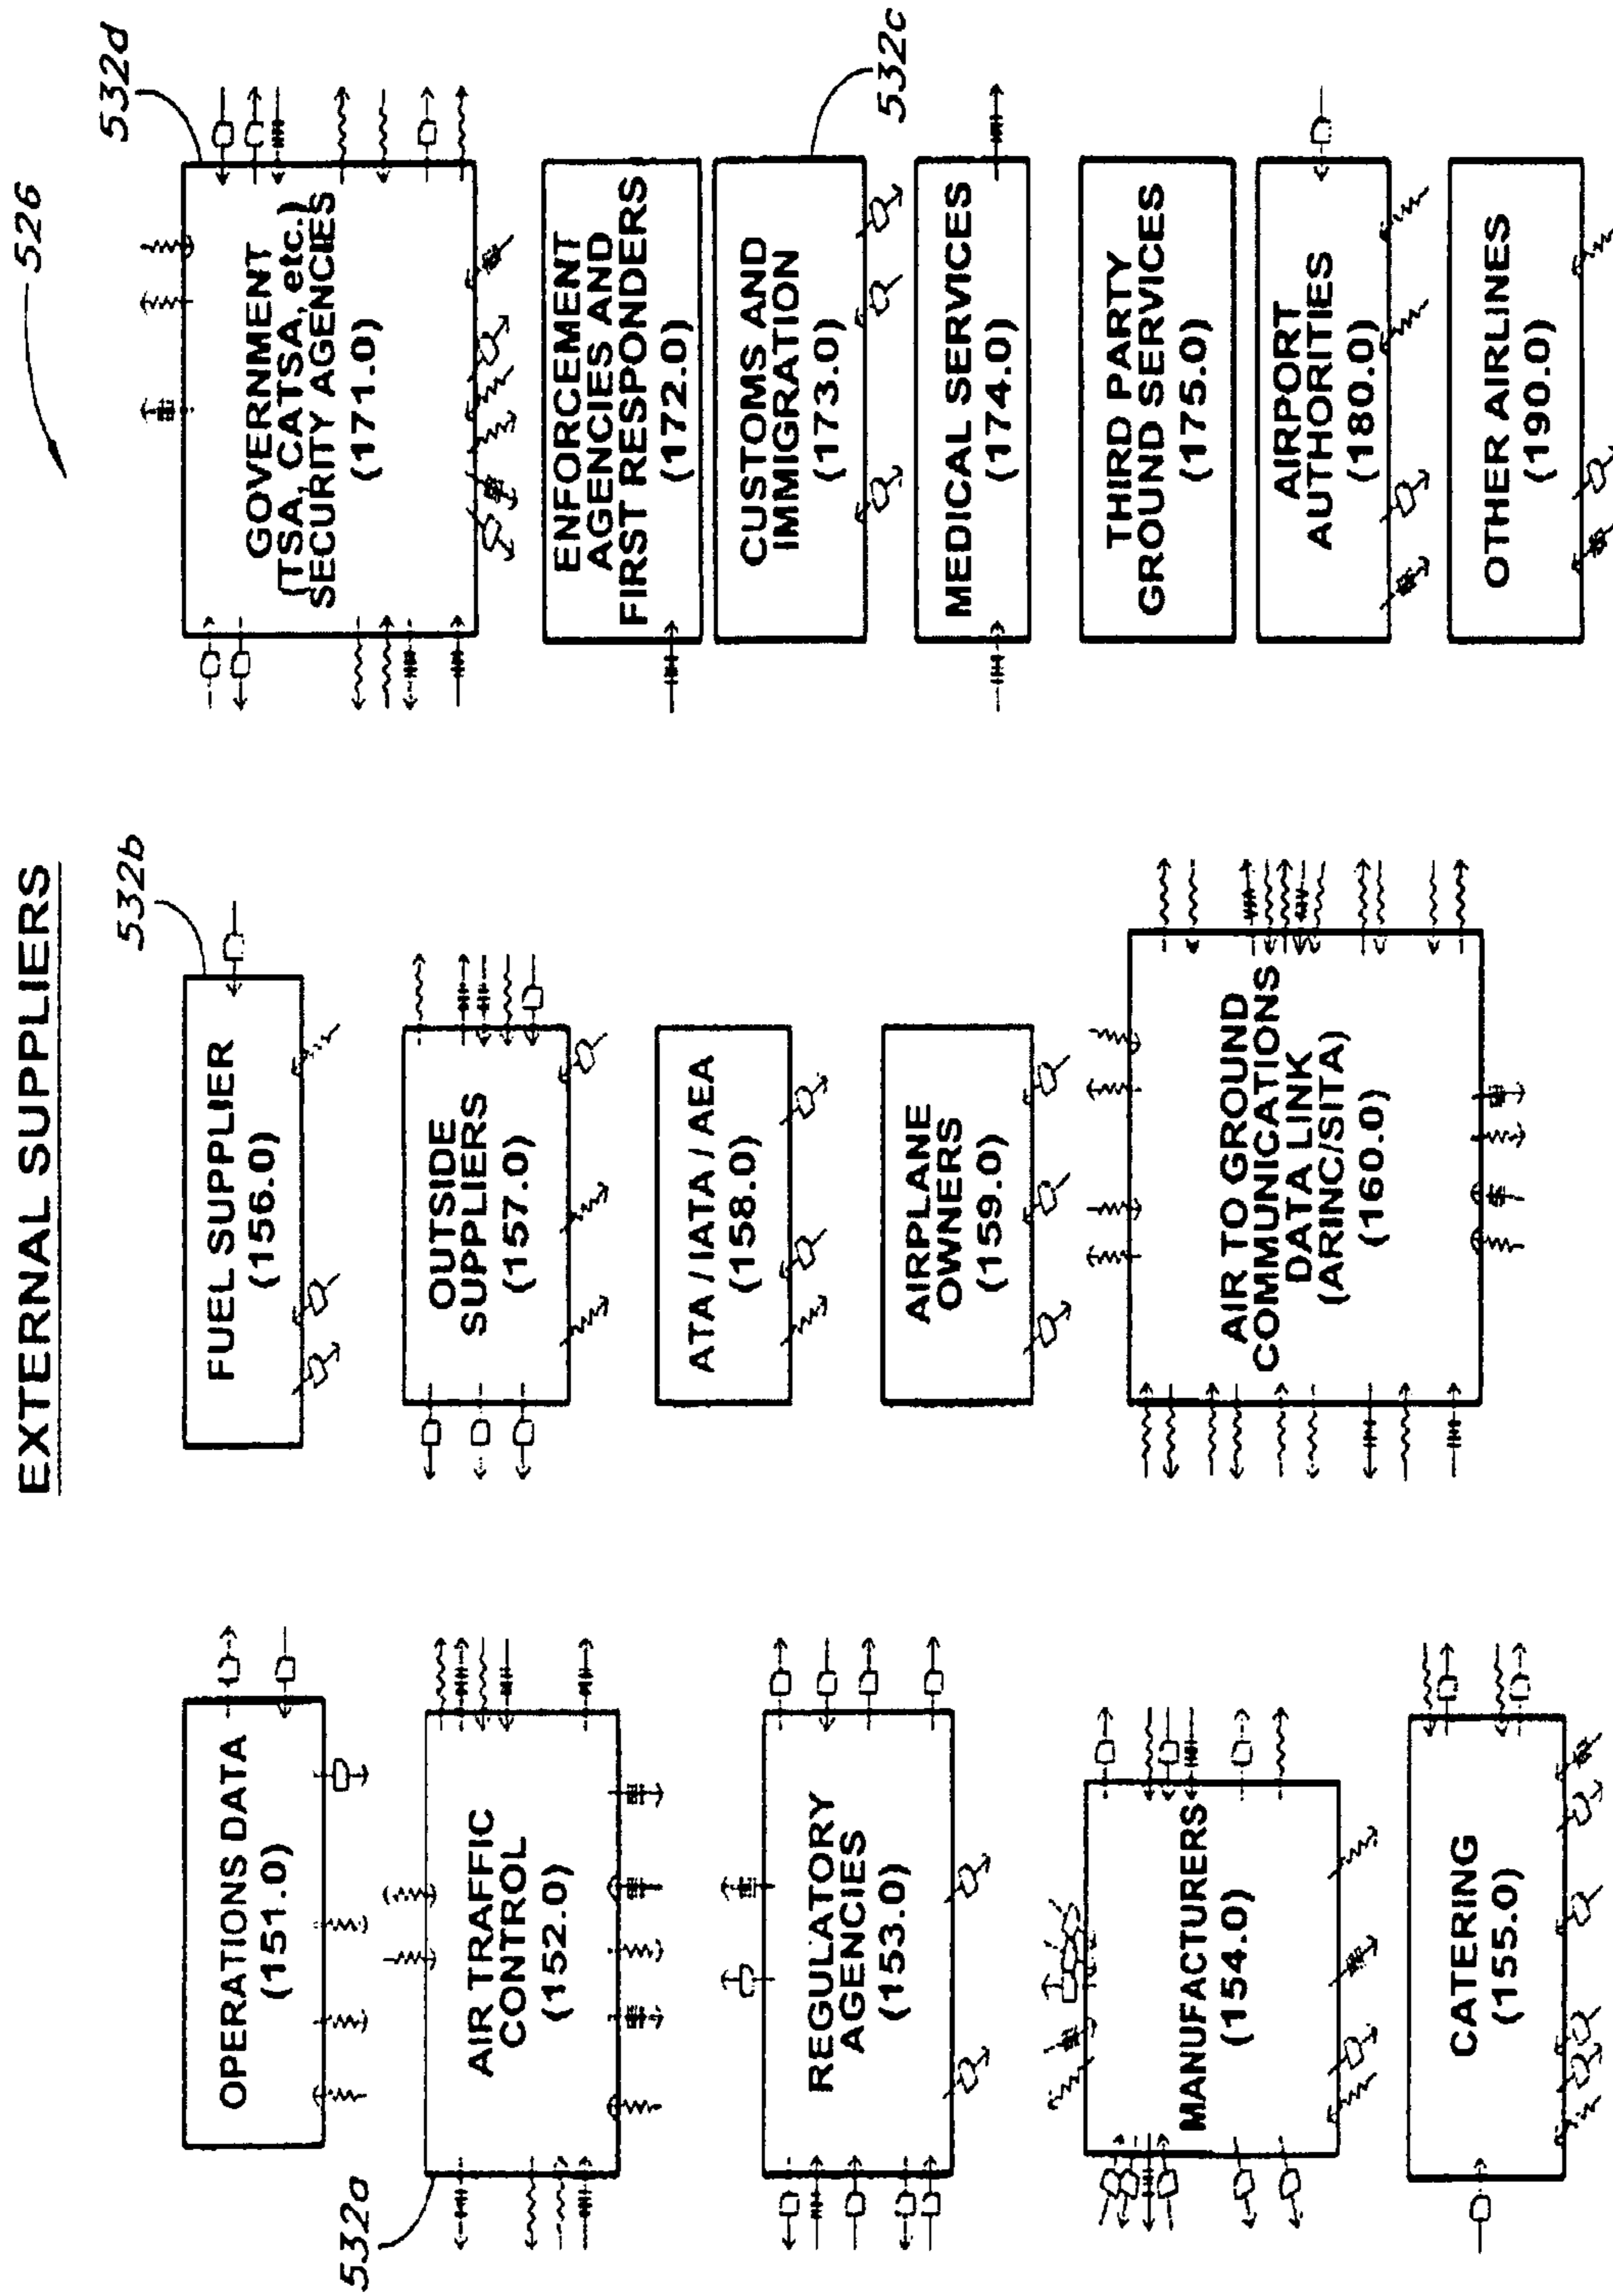 EXTERNAL SUPPLIERS
526
OPERATIONS DATA
(151.0)
532a
AIR TRAFFIC
CONTROL
(152.0)
REGULATORY
AGENCIES
(153.0)
MANUFACTURERS
(154.0)
CATERING
(155.0)
532b
FUEL SUPPLIER
(156.0)
OUTSIDE
SUPPLIERS
(157.0)
ATA / IATA / AEA
(158.0)
AIRPLANE
OWNERS
(159.0)
AIR TO GROUND
COMMUNICATIONS
DATA LINK
(ARINC/SITA)
(160.0)
532d
GOVERNMENT
(TSA, CATSA, etc.)
SECURITY AGENCIES
(171.0)
ENFORCEMENT
AGENCIES AND
FIRST RESPONDERS
(172.0)
CUSTOMS AND
IMMIGRATION
(173.0)
532c
MEDICAL SERVICES
(174.0)
THIRD PARTY
GROUND SERVICES
(175.0)
AIRPORT
AUTHORITIES
(180.0)
OTHER AIRLINES
(190.0)